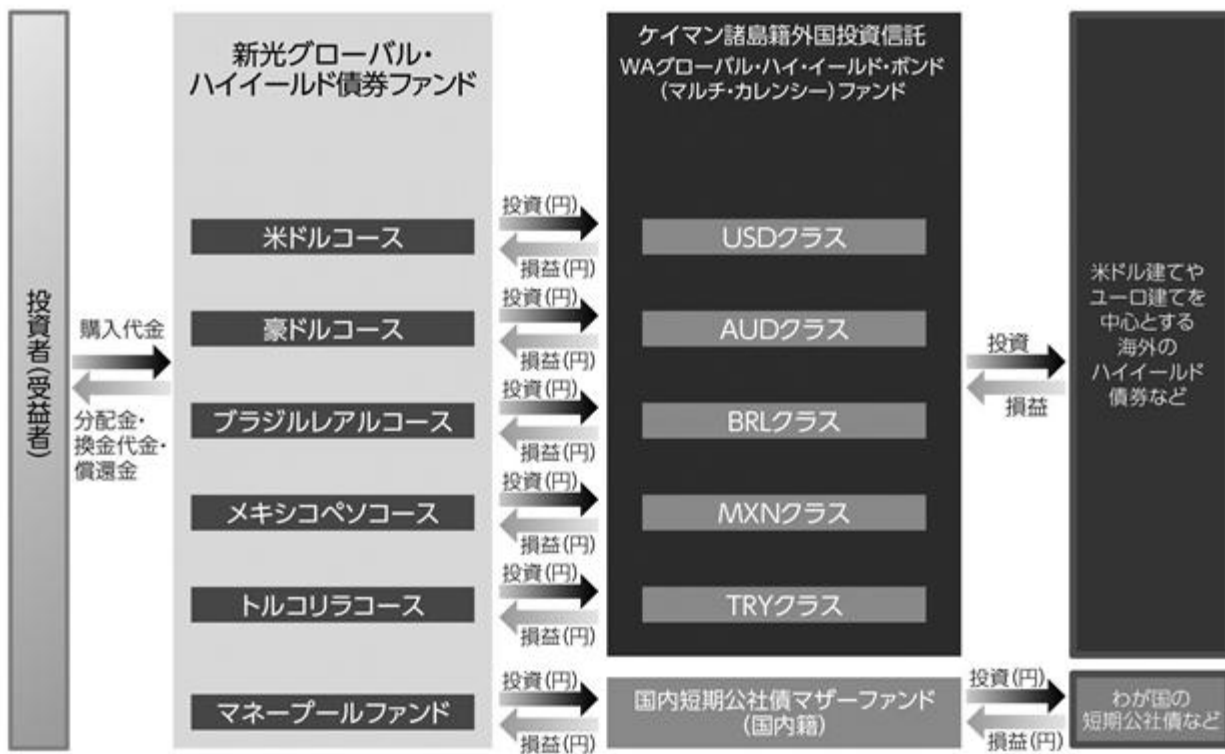 投資者(受益者)
購入代金
分配金・
換金代金・
償還金
新光グローバル・
ハイイールド債券ファンド
米ドルコース
豪ドルコース
ブラジルレアルコース
メキシコペソコース
トルコリラコース
マネープールファンド
投資(円)
損益(円)
投資(円)
損益(円)
投資(円)
損益(円)
投資(円)
損益(円)
投資(円)
損益(円)
投資(円)
損益(円)
ケイマン諸島籍外国投資信託
WAグローバル・ハイ・イールド・ボンド
(マルチ・カレンシー)ファンド
USDクラス
AUDクラス
BRLクラス
MXNクラス
TRYクラス
国内短期公社債マザーファンド
(国内籍)
投資
損益
投資(円)
損益(円)
米ドル建てや
ユーロ建てを
中心とする
海外の
ハイイールド
債券など
わが国の
短期公社債など